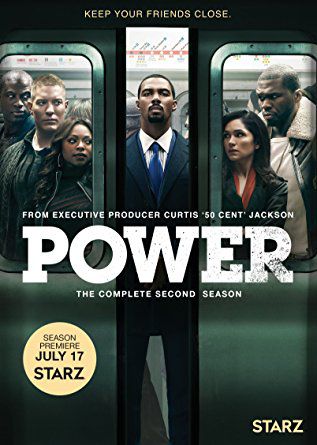 KEEP YOUR FRIENDS CLOSE.
FROM EXECUTIVE PRODUCER CURTIS '50 CENT' JACKSON
POWER
THE COMPLETE SECOND SEASON
SEASON
PREMIERE
JULY 17
STARZ
STARZ